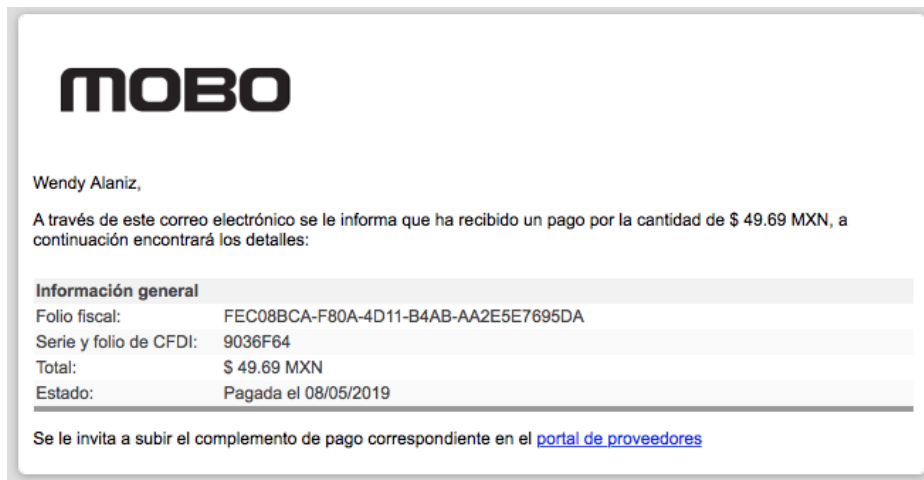 MOBO
Wendy Alaniz,
A través de este correo electrónico se le informa que ha recibido un pago por la cantidad de $ 49.69 MXN, a
continuación encontrará los detalles:
Información general
Folio fiscal: FEC08BCA-F80A-4D11-B4AB-AA2E5E7695DA
Serie y folio de CFDI: 9036F64
Total: $ 49.69 MXN
Estado: Pagada el 08/05/2019
Se le invita a subir el complemento de pago correspondiente en el portal de proveedores